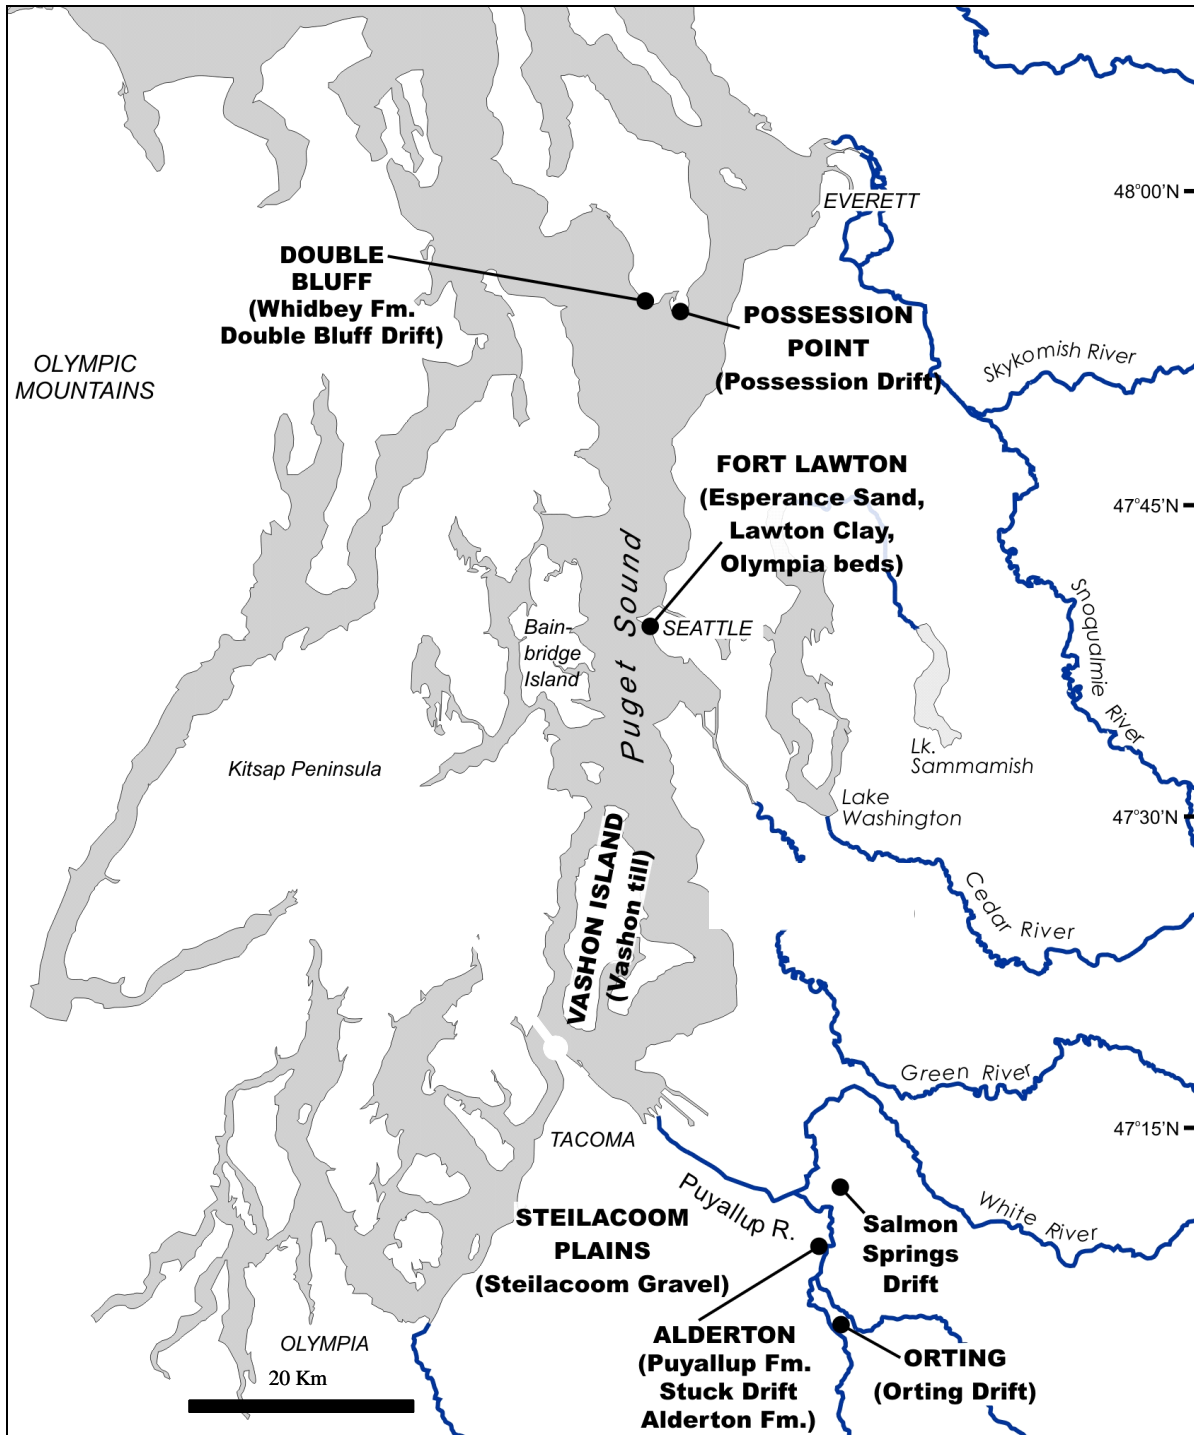 48°00'N
EVERETT
DOUBLE
BLUFF
(Whidbey Fm.
Double Bluff Drift)
POSSESSION
POINT
(Possession Drift)
OLYMPIC
MOUNTAINS
Skykomish River
FORT LAWTON
(Esperance Sand,
Lawton Clay,
Olympia beds)
47°45'N
Puget Sound
SEATTLE
Bain-
bridge
Island
Snoqualmie River
Lk.
Sammamish
Kitsap Peninsula
Lake
Washington
47°30'N
VASHON ISLAND
(Vashon till)
Cedar River
Green River
47°15'N
TACOMA
Puyallup R.
White River
Salmon
Springs
Drift
STEILACOOM
PLAINS
(Steilacoom Gravel)
ALDERTON
(Puyallup Fm.
Stuck Drift
Alderton Fm.)
ORTING
(Orting Drift)
OLYMPIA
20 Km